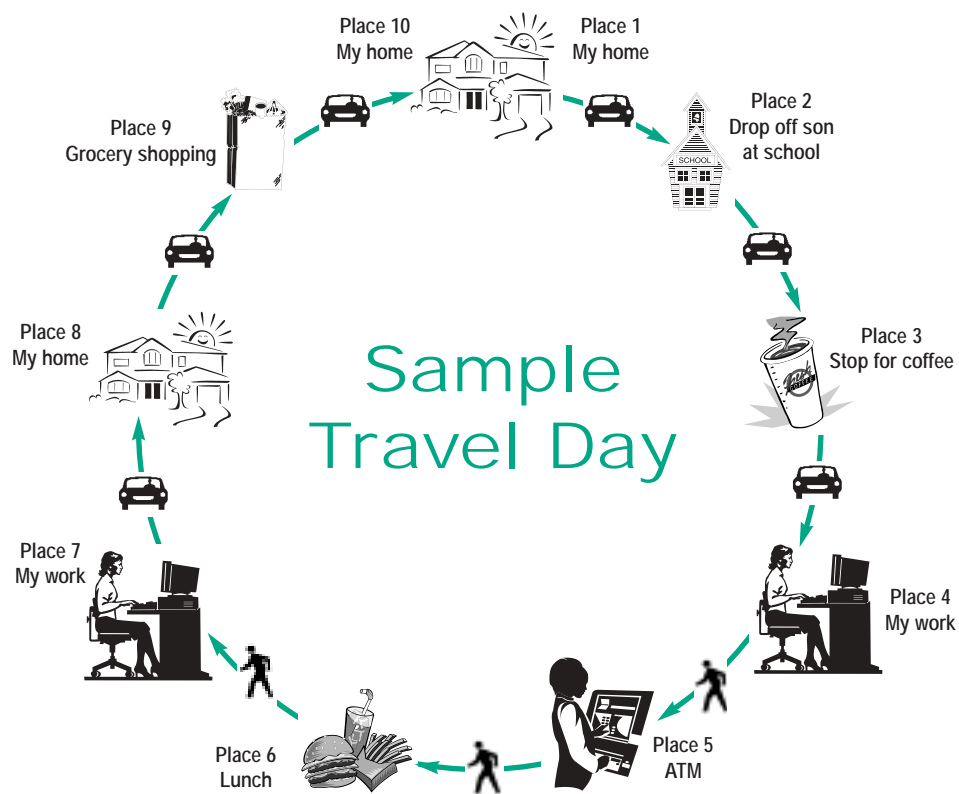 Place 10
My home
Place 1
My home
Place 2
Drop off son
at school
SCHOOL
Place 9
Grocery shopping
Place 8
My home
Place 3
Stop for coffee
COFFEE
Sample
Travel Day
Place 7
My work
Place 4
My work
Place 6
Lunch
Place 5
ATM